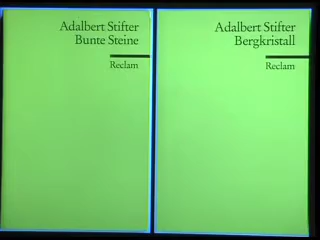 Adalbert Stifter
Bunte Steine
Reclam
Adalbert Stifter
Bergkristall
Reclam